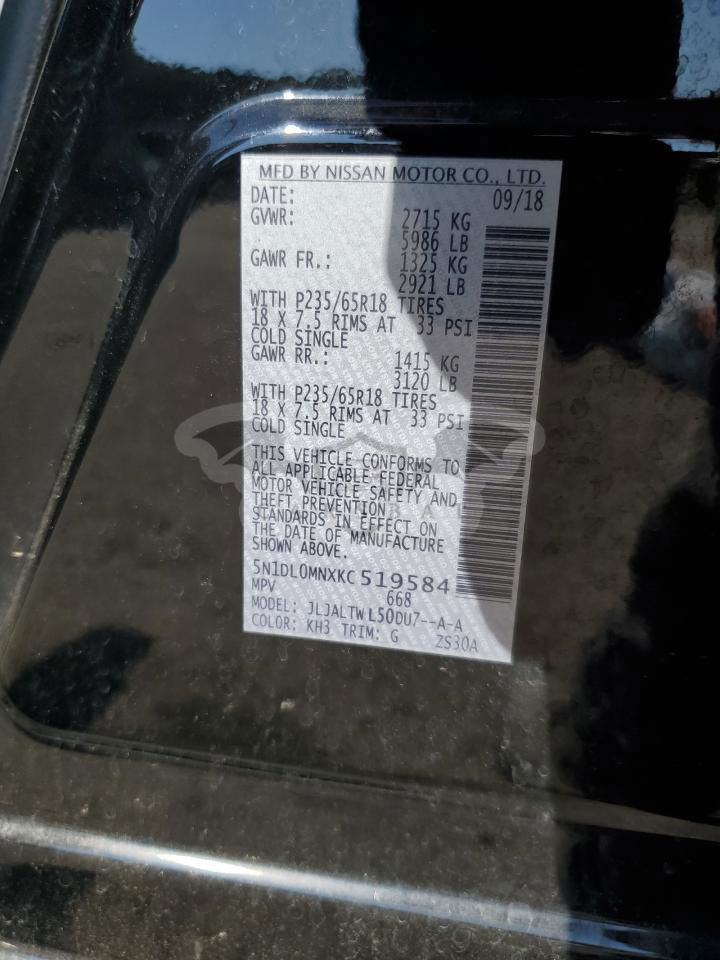 MFD BY NISSAN MOTOR CO., LTD.
DATE: 09/18
GVWR: 2715 KG
5986 LB
GAWR FR.: 1325 KG
2921 LB
WITH P235/65R18 TIRES
18 X 7.5 RIMS AT 33 PSI
COLD SINGLE
GAWR RR.: 1415 KG
3120 LB
WITH P235/65R18 TIRES
18 X 7.5 RIMS AT 33 PSI
COLD SINGLE
THIS VEHICLE CONFORMS TO
ALL APPLICABLE FEDERAL
MOTOR VEHICLE SAFETY AND
THEFT PREVENTION
STANDARDS IN EFFECT ON
THE DATE OF MANUFACTURE
SHOWN ABOVE.
5N1DL0MNXKC519584
MPV 668
MODEL: JLJALTWL50DU7--A-A
COLOR: KH3 TRIM: G ZS30A